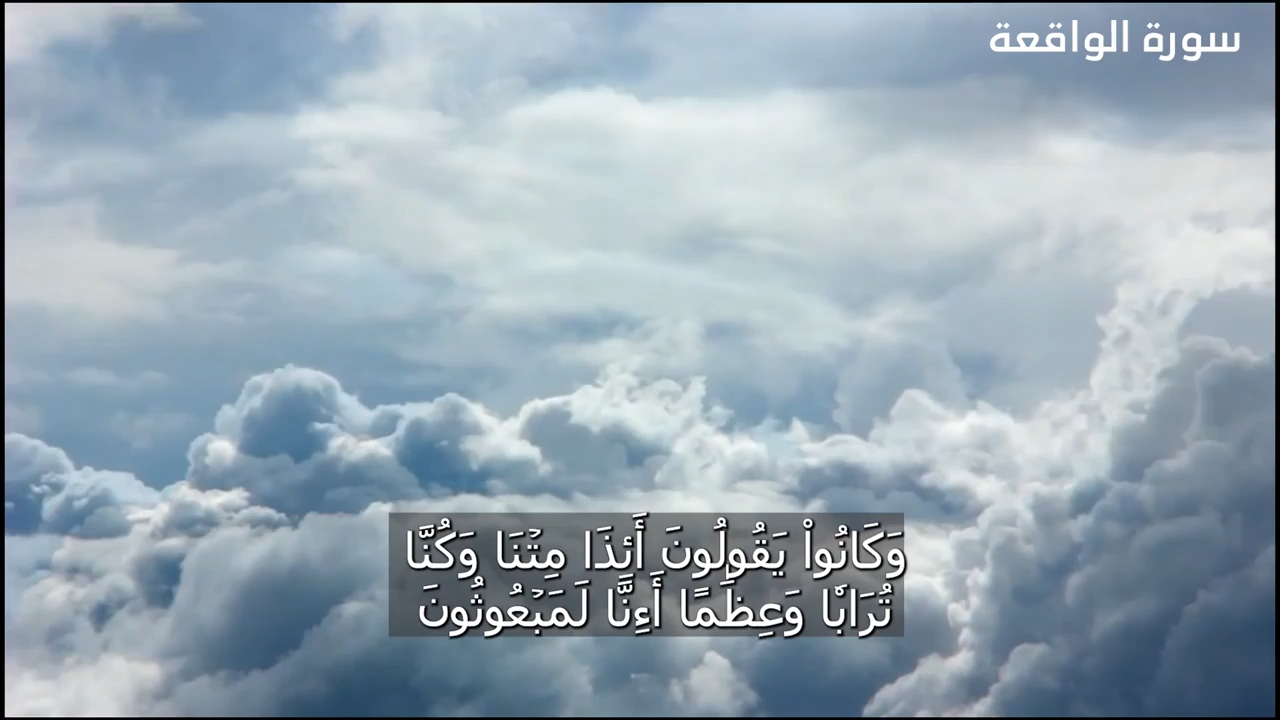 سورة الواقعة
وَكَانُوا۟ يَقُولُونَ أَئِذَا مِتۡنَا وَكُنَّا
تُرَابࣰا وَعِظَٰمًا أَءِنَّا لَمَبۡعُوثُونَ